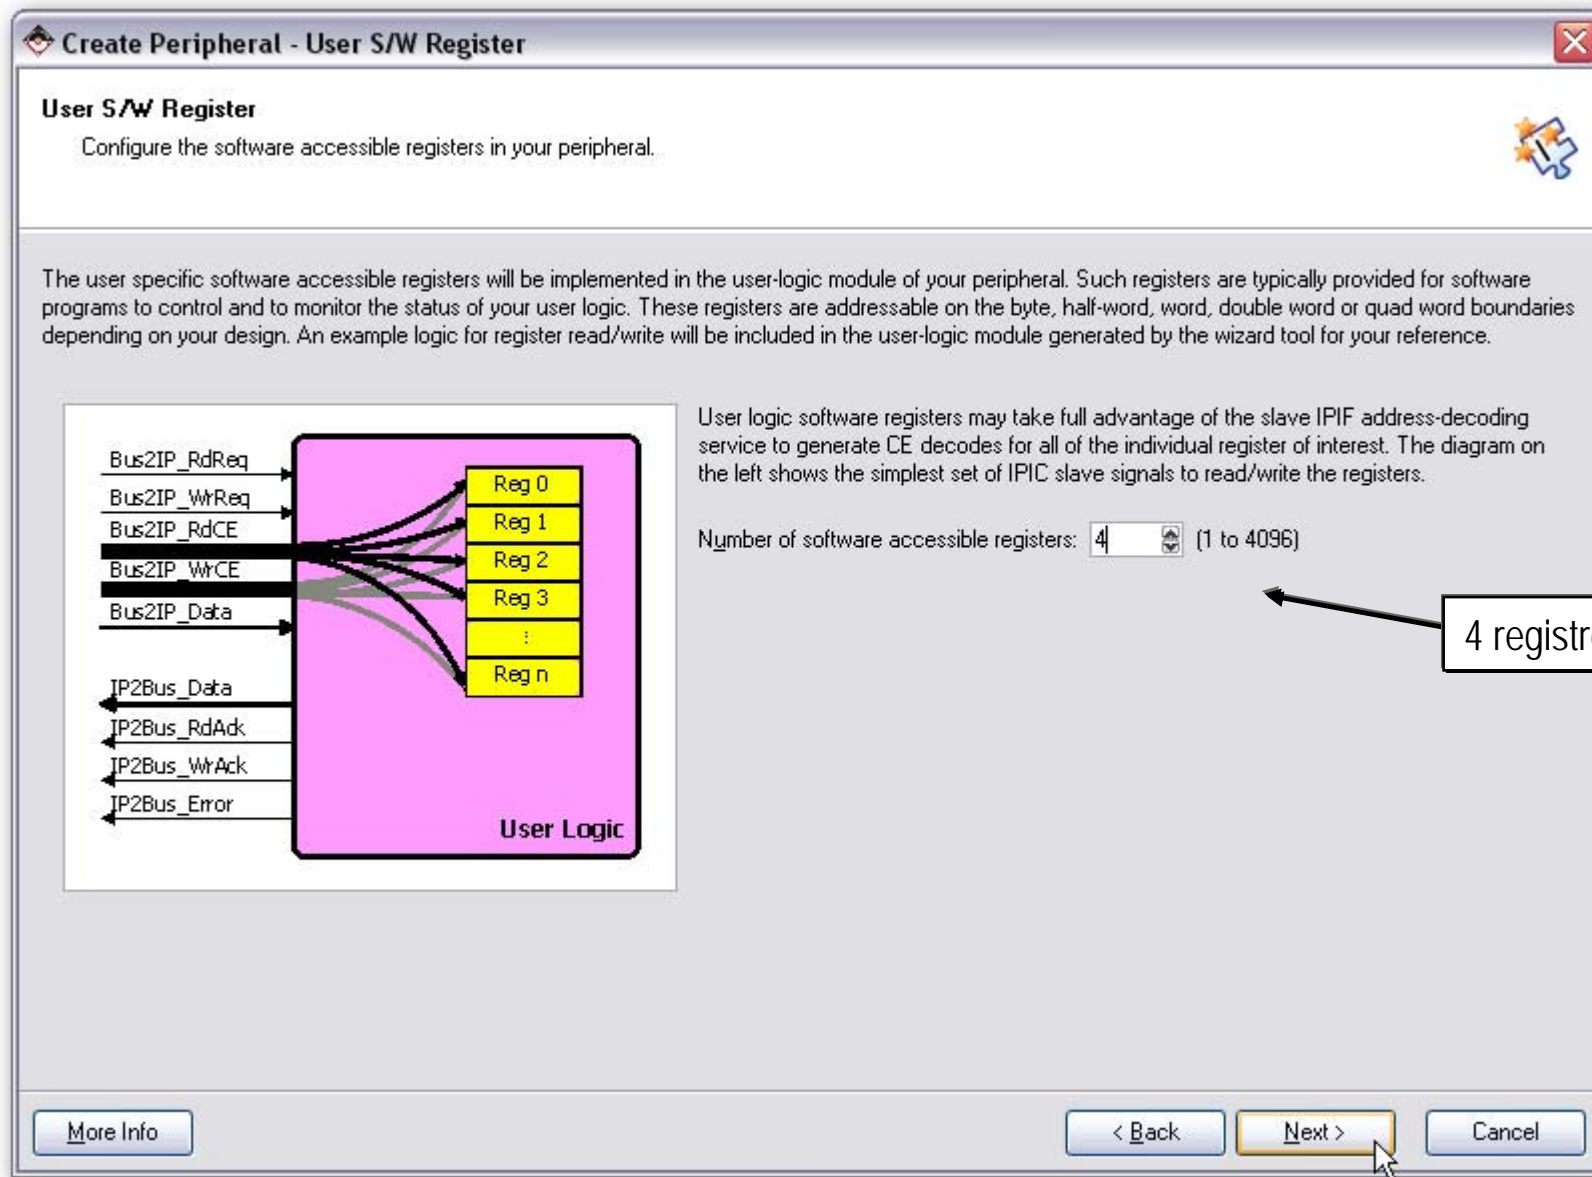 Create Peripheral - User S/W Register
User S/W Register
Configure the software accessible registers in your peripheral.
The user specific software accessible registers will be implemented in the user-logic module of your peripheral. Such registers are typically provided for software
programs to control and to monitor the status of your user logic. These registers are addressable on the byte, half-word, word, double word or quad word boundaries
depending on your design. An example logic for register read/write will be included in the user-logic module generated by the wizard tool for your reference.
Bus2IP_RdReq
Bus2IP_WrReq
Bus2IP_RdCE
Bus2IP_WrCE
Bus2IP_Data
IP2Bus_Data
IP2Bus_RdAck
IP2Bus_WrAck
IP2Bus_Error
Reg 0
Reg 1
Reg 2
Reg 3
⋮
Reg n
User Logic
User logic software registers may take full advantage of the slave IPIF address-decoding
service to generate CE decodes for all of the individual register of interest. The diagram on
the left shows the simplest set of IPIC slave signals to read/write the registers.
Number of software accessible registers: 4 (1 to 4096)
4
More Info
< Back
Next >
Cancel